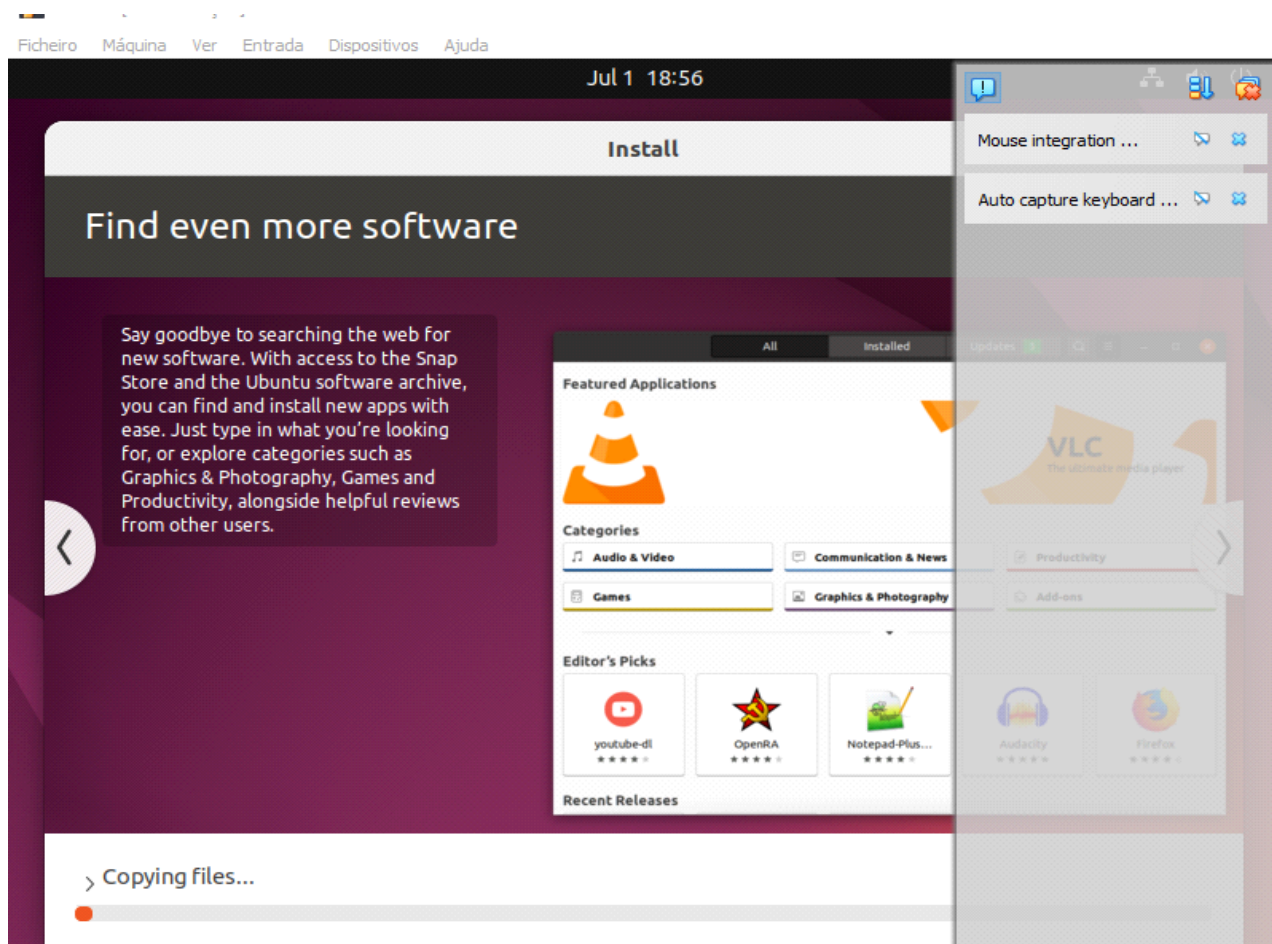 Ficheiro Máquina Ver Entrada Dispositivos Ajuda
Jul 1 18:56
Mouse integration ...
Auto capture keyboard ...
Install
Find even more software
Say goodbye to searching the web for
new software. With access to the Snap
Store and the Ubuntu software archive,
you can find and install new apps with
ease. Just type in what you're looking
for, or explore categories such as
Graphics & Photography, Games and
Productivity, alongside helpful reviews
from other users.
All Installed Updates
Featured Applications
VLC
The ultimate media player
Categories
Audio & Video Communication & News Productivity
Games Graphics & Photography Add-ons
Editor's Picks
youtube-dl OpenRA Notepad-Plus... Audacity Firefox
Recent Releases
Copying files...